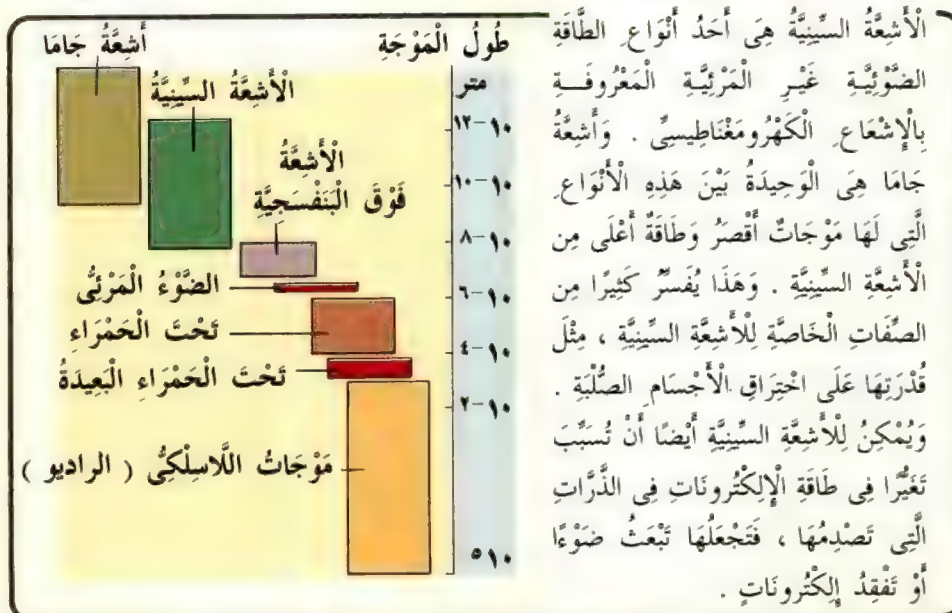 الْأَشِعَّةُ السِّينِيَّةُ هِىَ أَحَدُ أَنْوَاعِ الطَّاقَةِ
الضَّوْئِيَّةِ غَيْرِ الْمَرْئِيَّةِ الْمَعْرُوفَةِ
بِالْإِشْعَاعِ الْكَهْرُومَغْنَاطِيسِىِّ . وَأَشِعَّةُ
جَامَا هِىَ الْوَحِيدَةُ بَيْنَ هَذِهِ الْأَنْوَاعِ
الَّتِى لَهَا مَوْجَاتٌ أَقْصَرُ وَطَاقَةٌ أَعْلَى مِن
الْأَشِعَّةِ السِّينِيَّةِ . وَهَذَا يُفَسِّرُ كَثِيرًا مِن
الصِّفَاتِ الْخَاصَّةِ لِلْأَشِعَّةِ السِّينِيَّةِ ، مِثْلَ
قُدْرَتِهَا عَلَى اخْتِرَاقِ الْأَجْسَامِ الصُّلْبَةِ .
وَيُمْكِنُ لِلْأَشِعَّةِ السِّينِيَّةِ أَيْضًا أَنْ تُسَبِّبَ
تَغَيُّرًا فِى طَاقَةِ الْإِلِكْتُرونَاتِ فِى الذَّرَّاتِ
الَّتِى تَصْدِمُهَا ، فَتَجْعَلُهَا تَبْعَثُ ضَوْءًا
أَوْ تَفْقِدُ إِلِكْتُرونَاتٍ .
طُولُ الْمَوْجَةِ
متر
١٠-١٢
١٠-١٠
١٠-٨
١٠-٦
١٠-٤
١٠-٢
١٠٥
أَشِعَّةُ جَامَا
الْأَشِعَّةُ السِّينِيَّةُ
الْأَشِعَّةُ
فَوْقَ الْبَنَفْسَجِيَّةِ
الضَّوْءُ الْمَرْئِىُّ
تَحْتَ الْحَمْرَاءِ
تَحْتَ الْحَمْرَاءِ الْبَعِيدَةُ
مَوْجَاتُ اللَّاسِلْكِىُّ ( الراديو )